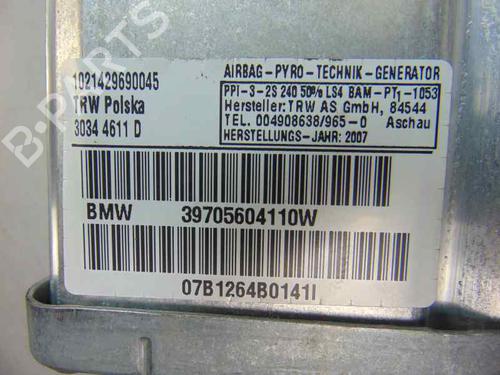 1021429690045
TRW Polska
3034 4611 D
AIRBAG-PYRO-TECHNIK-GENERATOR
PPI-3-2S 240 50% LS4 BAM-PT1-1053
Hersteller: TRW AS GmbH, 84544
TEL. 004908638/965-0 Aschau
HERSTELLUNGS-JAHR: 2007
BMW 39705604110W
07B1264B0141I
B-PARTS